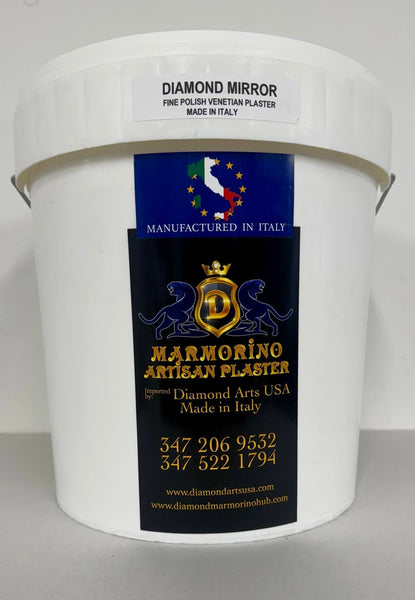 DIAMOND MIRROR
FINE POLISH VENETIAN PLASTER
MADE IN ITALY
MANUFACTURED IN ITALY
D
MARMORINO
ARTISAN PLASTER
Imported by: Diamond Arts USA
Made in Italy
347 206 9532
347 522 1794
www.diamondartsusa.com
www.diamondmarmorinohub.com